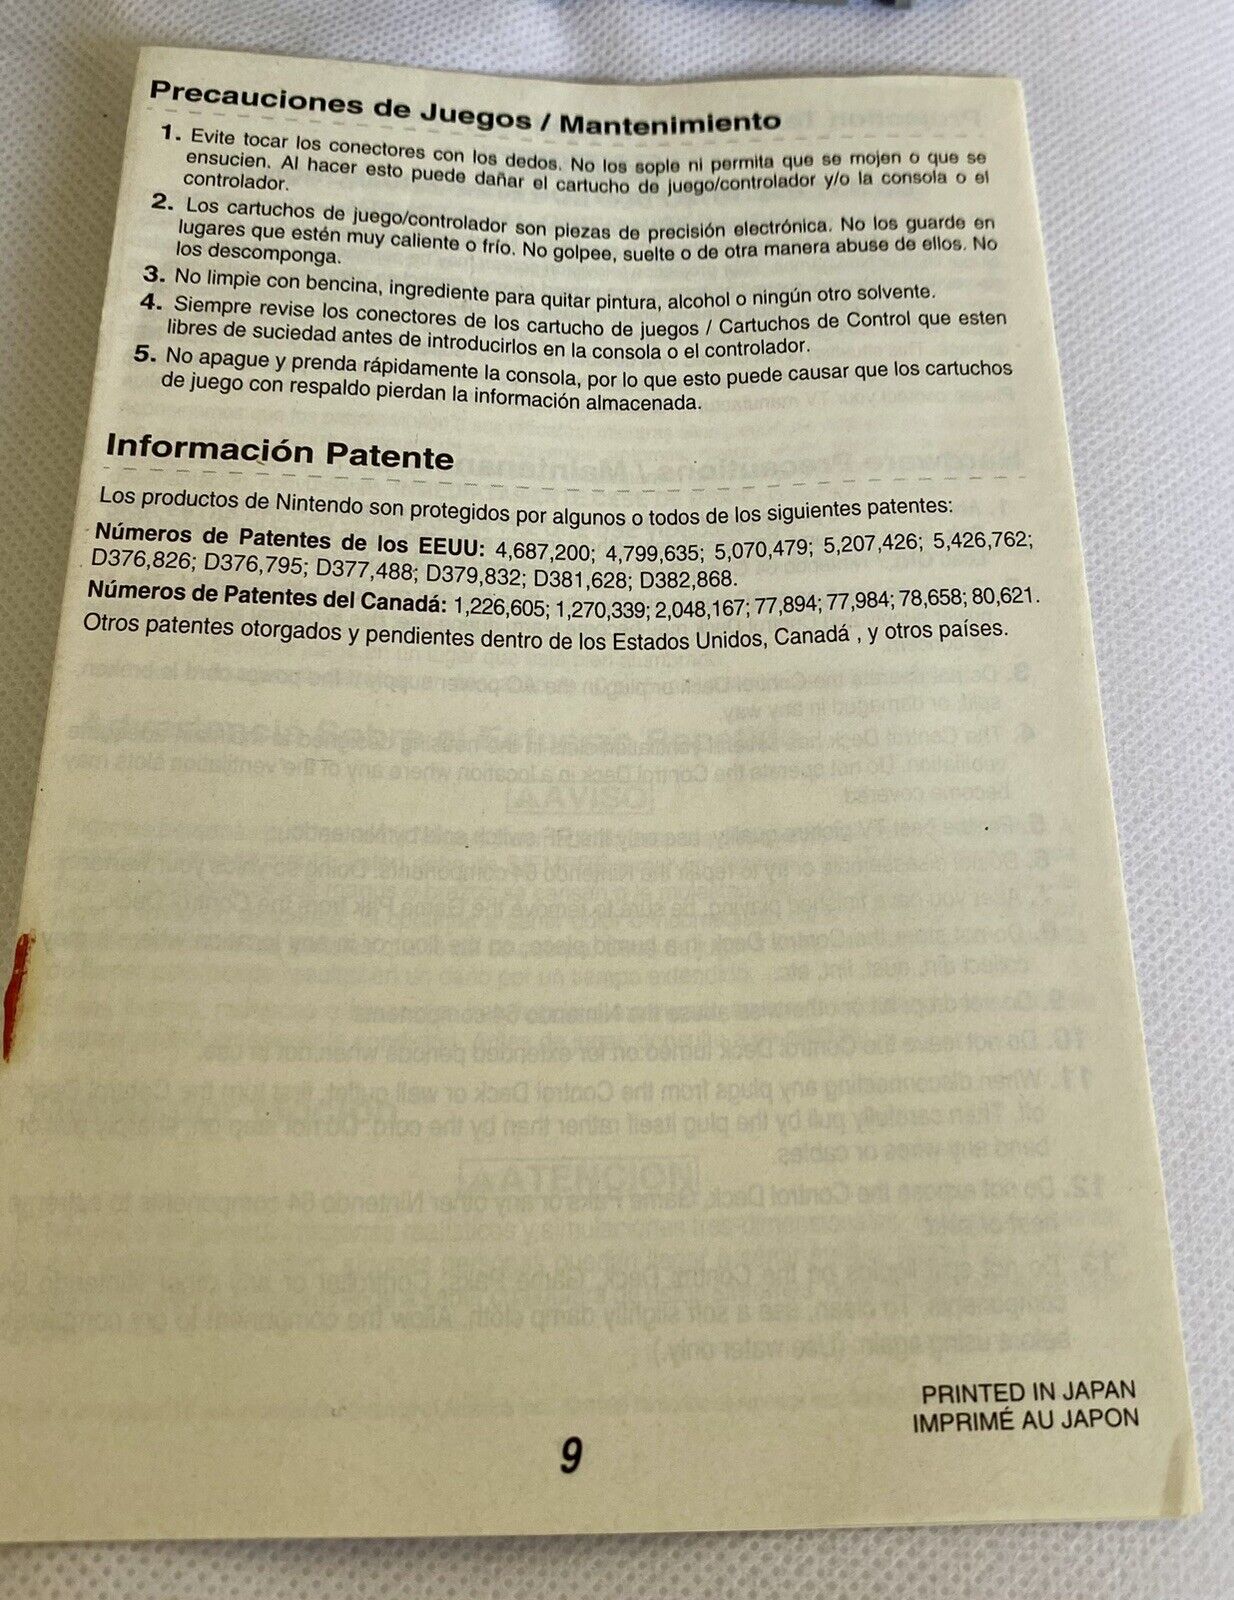 Precauciones de Juegos / Mantenimiento
1. Evite tocar los conectores con los dedos. No los sople ni permita que se mojen o que se
ensucien. Al hacer esto puede dañar el cartucho de juego/controlador y/o la consola o el
controlador.
2. Los cartuchos de juego/controlador son piezas de precisión electrónica. No los guarde en
lugares que estén muy caliente o frío. No golpee, suelte o de otra manera abuse de ellos. No
los descomponga.
3. No limpie con bencina, ingrediente para quitar pintura, alcohol o ningún otro solvente.
4. Siempre revise los conectores de los cartucho de juegos / Cartuchos de Control que esten
libres de suciedad antes de introducirlos en la consola o el controlador.
5. No apague y prenda rápidamente la consola, por lo que esto puede causar que los cartuchos
de juego con respaldo pierdan la información almacenada.
Información Patente
Los productos de Nintendo son protegidos por algunos o todos de los siguientes patentes:
Números de Patentes de los EEUU: 4,687,200; 4,799,635; 5,070,479; 5,207,426; 5,426,762;
D376,826; D376,795; D377,488; D379,832; D381,628; D382,868.
Números de Patentes del Canadá: 1,226,605; 1,270,339; 2,048,167; 77,894; 77,984; 78,658; 80,621.
Otros patentes otorgados y pendientes dentro de los Estados Unidos, Canadá , y otros países.
PRINTED IN JAPAN
IMPRIMÉ AU JAPON
9